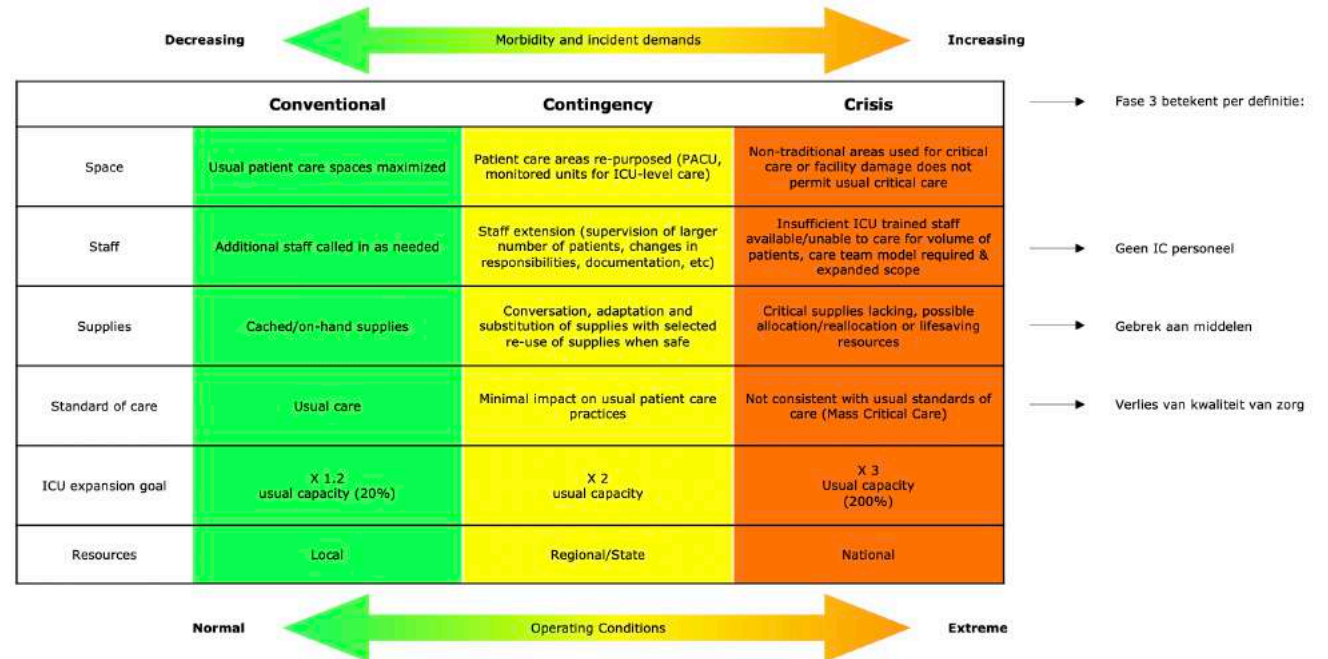 Decreasing
Morbidity and incident demands
Increasing
Conventional
Contingency
Crisis
Fase 3 betekent per definitie:
Space
Usual patient care spaces maximized
Patient care areas re-purposed (PACU,
monitored units for ICU-level care)
Non-traditional areas used for critical
care or facility damage does not
permit usual critical care
Staff
Additional staff called in as needed
Staff extension (supervision of larger
number of patients, changes in
responsibilities, documentation, etc)
Insufficient ICU trained staff
available/unable to care for volume of
patients, care team model required &
expanded scope
Geen IC personeel
Supplies
Cached/on-hand supplies
Conversation, adaptation and
substitution of supplies with selected
re-use of supplies when safe
Critical supplies lacking, possible
allocation/reallocation or lifesaving
resources
Gebrek aan middelen
Standard of care
Usual care
Minimal impact on usual patient care
practices
Not consistent with usual standards of
care (Mass Critical Care)
Verlies van kwaliteit van zorg
ICU expansion goal
X 1.2
usual capacity (20%)
X 2
usual capacity
X 3
Usual capacity
(200%)
Resources
Local
Regional/State
National
Normal
Operating Conditions
Extreme